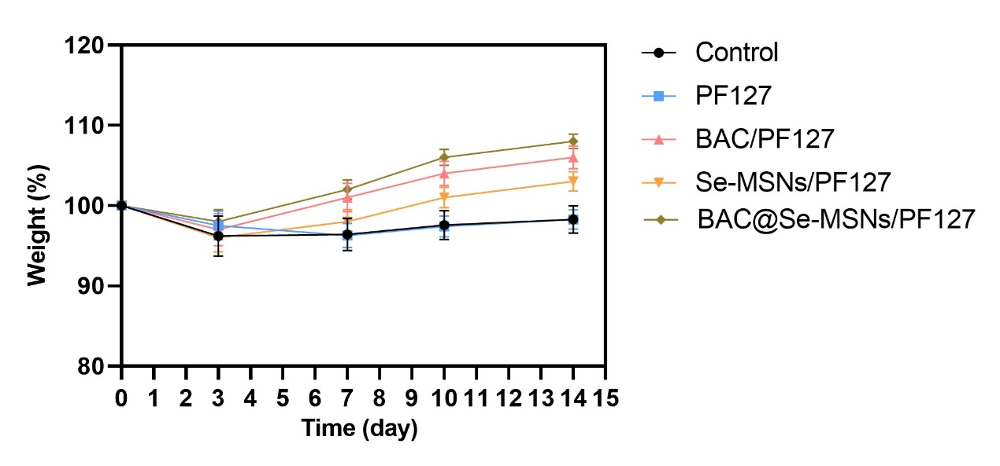 120
110
100
90
80
Weight (%)
0 1 2 3 4 5 6 7 8 9 10 11 12 13 14 15
Time (day)
Control
PF127
BAC/PF127
Se-MSNs/PF127
BAC@Se-MSNs/PF127